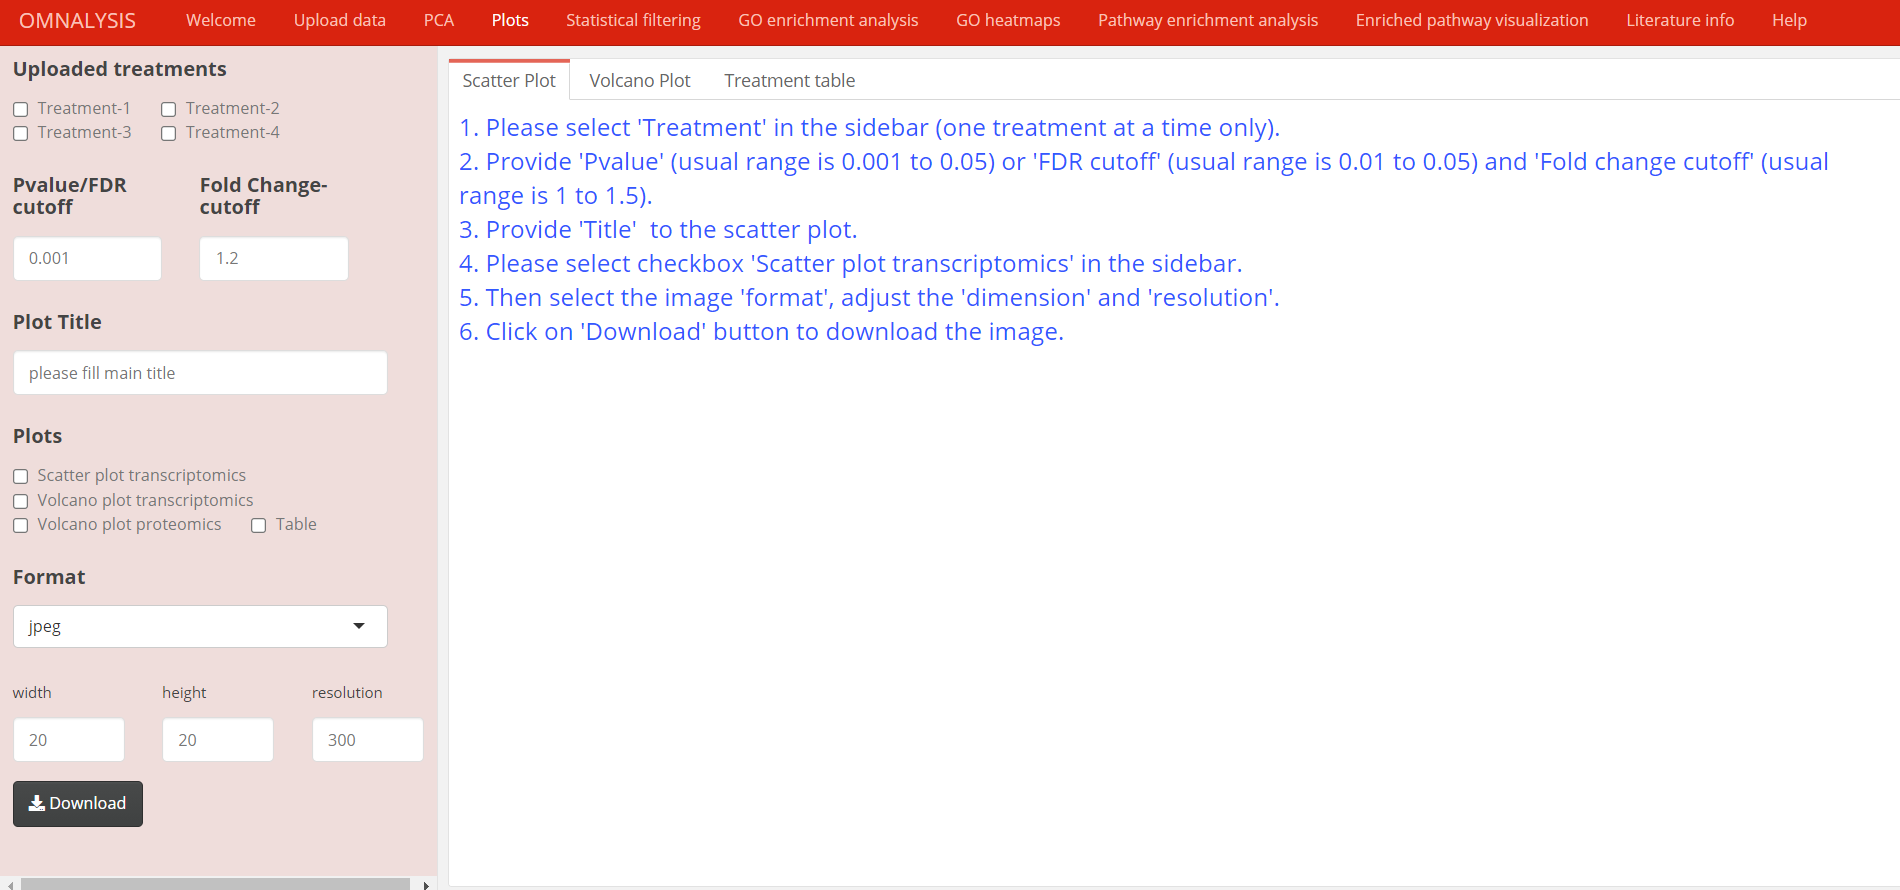 OMNALYSIS Welcome Upload data PCA Plots Statistical filtering GO enrichment analysis GO heatmaps Pathway enrichment analysis Enriched pathway visualization Literature info Help
Uploaded treatments
Treatment-1 Treatment-2
Treatment-3 Treatment-4
Pvalue/FDR
cutoff
Fold Change-
cutoff
0.001 1.2
Plot Title
please fill main title
Plots
Scatter plot transcriptomics
Volcano plot transcriptomics
Volcano plot proteomics Table
Format
jpeg
width height resolution
20 20 300
Download
Scatter Plot Volcano Plot Treatment table
1. Please select 'Treatment' in the sidebar (one treatment at a time only).
2. Provide 'Pvalue' (usual range is 0.001 to 0.05) or 'FDR cutoff' (usual range is 0.01 to 0.05) and 'Fold change cutoff' (usual
range is 1 to 1.5).
3. Provide 'Title'  to the scatter plot.
4. Please select checkbox 'Scatter plot transcriptomics' in the sidebar.
5. Then select the image 'format', adjust the 'dimension' and 'resolution'.
6. Click on 'Download' button to download the image.